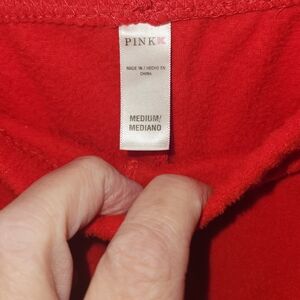 PINK
MADE IN / HECHO EN
CHINA
MEDIUM/
MEDIANO